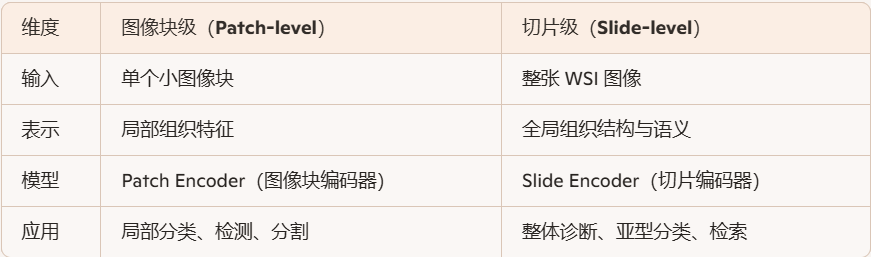 维度 图像块级（Patch-level） 切片级（Slide-level）
输入 单个小图像块 整张 WSI 图像
表示 局部组织特征 全局组织结构与语义
模型 Patch Encoder（图像块编码器） Slide Encoder（切片编码器）
应用 局部分类、检测、分割 整体诊断、亚型分类、检索